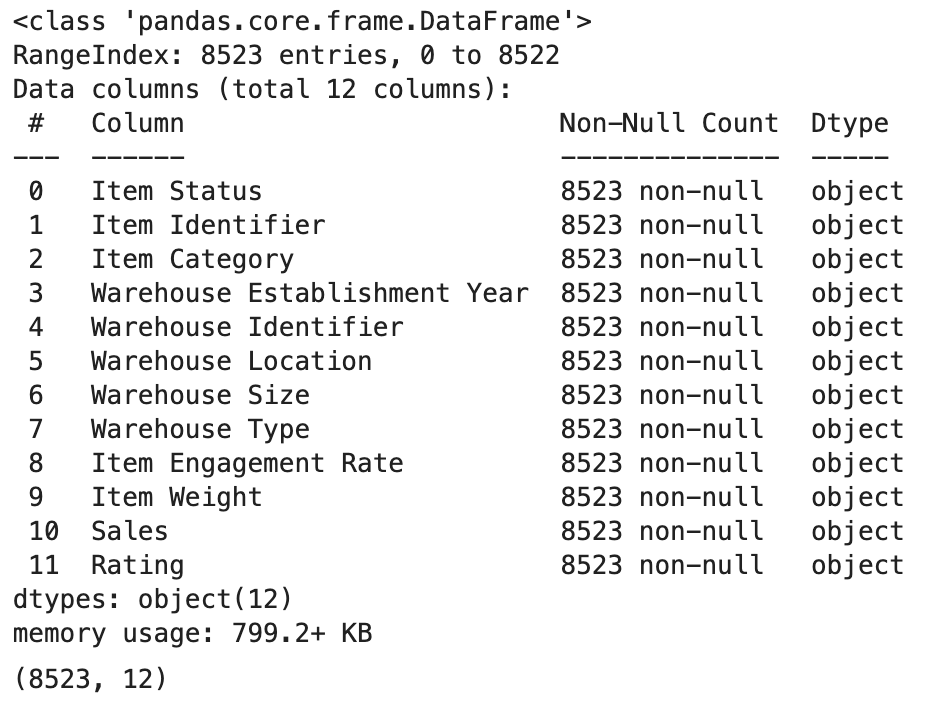 <class 'pandas.core.frame.DataFrame'>
RangeIndex: 8523 entries, 0 to 8522
Data columns (total 12 columns):
 #   Column                        Non-Null Count  Dtype
---  ------                        --------------  -----
 0   Item Status                   8523 non-null   object
 1   Item Identifier               8523 non-null   object
 2   Item Category                 8523 non-null   object
 3   Warehouse Establishment Year  8523 non-null   object
 4   Warehouse Identifier          8523 non-null   object
 5   Warehouse Location            8523 non-null   object
 6   Warehouse Size                8523 non-null   object
 7   Warehouse Type                8523 non-null   object
 8   Item Engagement Rate          8523 non-null   object
 9   Item Weight                   8523 non-null   object
 10  Sales                         8523 non-null   object
 11  Rating                        8523 non-null   object
dtypes: object(12)
memory usage: 799.2+ KB
(8523, 12)